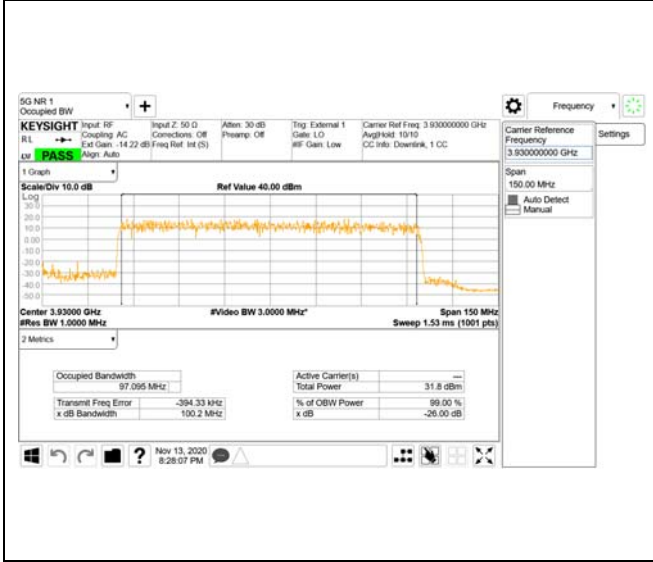 5G NR 1
Occupied BW
Frequency
KEYSIGHT Input: RF Input Z: 50 Ω Atten: 30 dB Trig: External 1 Carrier Ref Freq: 3.930000000 GHz
RL Coupling: AC Corrections: Off Preamp: Off Gate: LO Avg|Hold: 10/10
Ext Gain: -14.22 dB Freq Ref: Int (S) #IF Gain: Low CC Info: Downlink, 1 CC
PASS Align: Auto
Carrier Reference
Frequency
3.930000000 GHz
Settings
Span
150.00 MHz
Auto Detect
Manual
1 Graph
Scale/Div 10.0 dB Ref Value 40.00 dBm
Log
30.0
20.0
10.0
0.00
-10.0
-20.0
-30.0
-40.0
-50.0
Center 3.93000 GHz #Video BW 3.0000 MHz* Span 150 MHz
#Res BW 1.0000 MHz Sweep 1.53 ms (1001 pts)
2 Metrics
Occupied Bandwidth
97.095 MHz
Transmit Freq Error -394.33 kHz
x dB Bandwidth 100.2 MHz
Active Carrier(s) ---
Total Power 31.8 dBm
% of OBW Power 99.00 %
x dB -26.00 dB
? Nov 13, 2020
8:28:07 PM